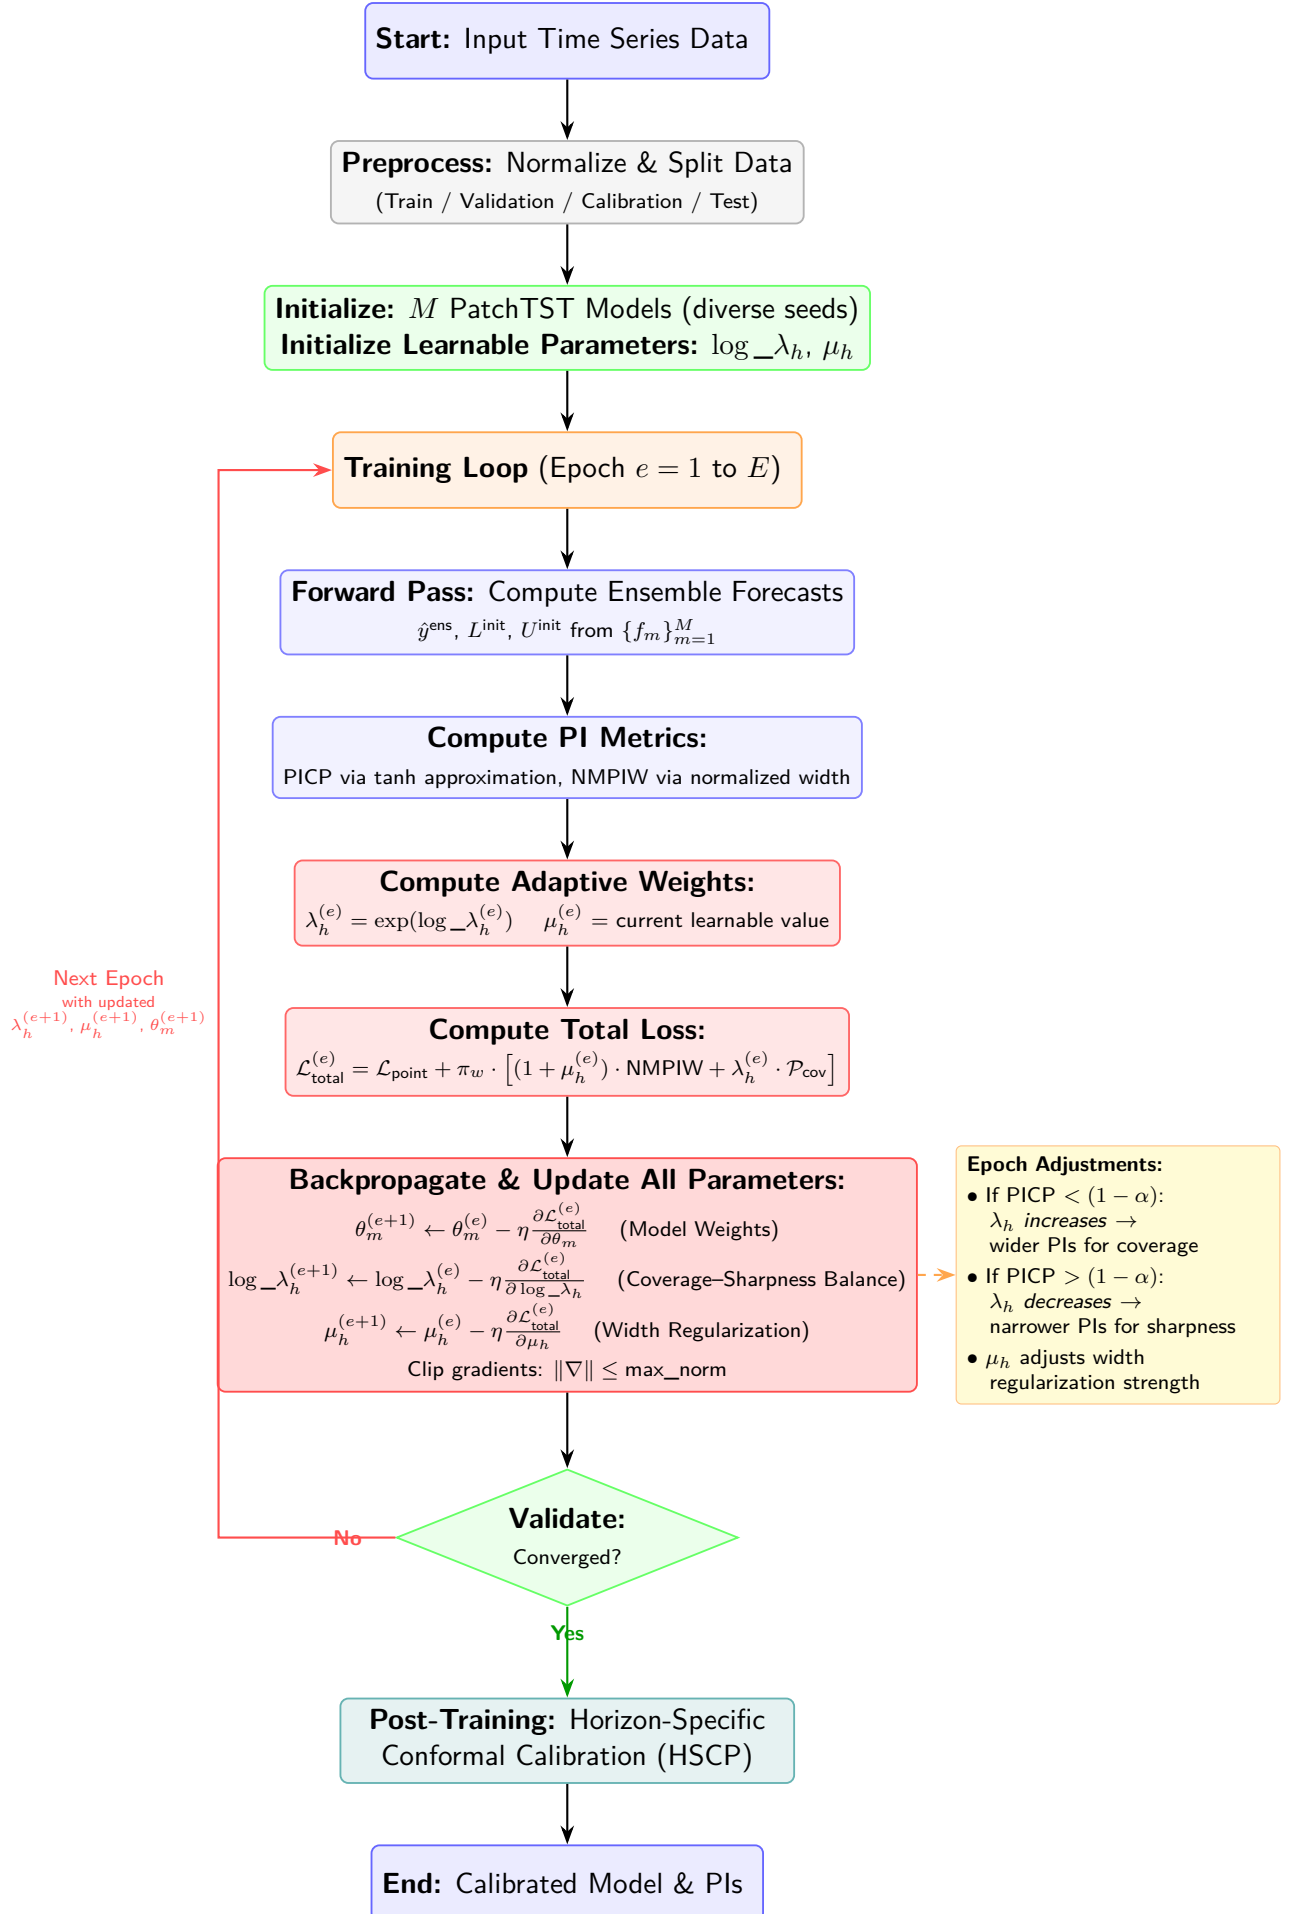 Start: Input Time Series Data
Preprocess: Normalize & Split Data
(Train / Validation / Calibration / Test)
Initialize: M PatchTST Models (diverse seeds)
Initialize Learnable Parameters: log_λ_h, μ_h
Training Loop (Epoch e = 1 to E)
Forward Pass: Compute Ensemble Forecasts
ŷ^ens, L^init, U^init from {f_m}_{m=1}^M
Compute PI Metrics:
PICP via tanh approximation, NMPIW via normalized width
Compute Adaptive Weights:
λ_h^(e) = exp(log_λ_h^(e))   μ_h^(e) = current learnable value
Next Epoch
with updated
λ_h^(e+1), μ_h^(e+1), θ_m^(e+1)
Compute Total Loss:
ℒ_total^(e) = ℒ_point + π_w · [(1 + μ_h^(e)) · NMPIW + λ_h^(e) · 𝒫_cov]
Backpropagate & Update All Parameters:
θ_m^(e+1) ← θ_m^(e) − η ∂ℒ_total^(e)/∂θ_m   (Model Weights)
log_λ_h^(e+1) ← log_λ_h^(e) − η ∂ℒ_total^(e)/∂ log_λ_h   (Coverage–Sharpness Balance)
μ_h^(e+1) ← μ_h^(e) − η ∂ℒ_total^(e)/∂μ_h   (Width Regularization)
Clip gradients: ‖∇‖ ≤ max_norm
Epoch Adjustments:
• If PICP < (1 − α):
λ_h increases →
wider PIs for coverage
• If PICP > (1 − α):
λ_h decreases →
narrower PIs for sharpness
• μ_h adjusts width
regularization strength
Validate:
Converged?
No
Yes
Post-Training: Horizon-Specific
Conformal Calibration (HSCP)
End: Calibrated Model & PIs